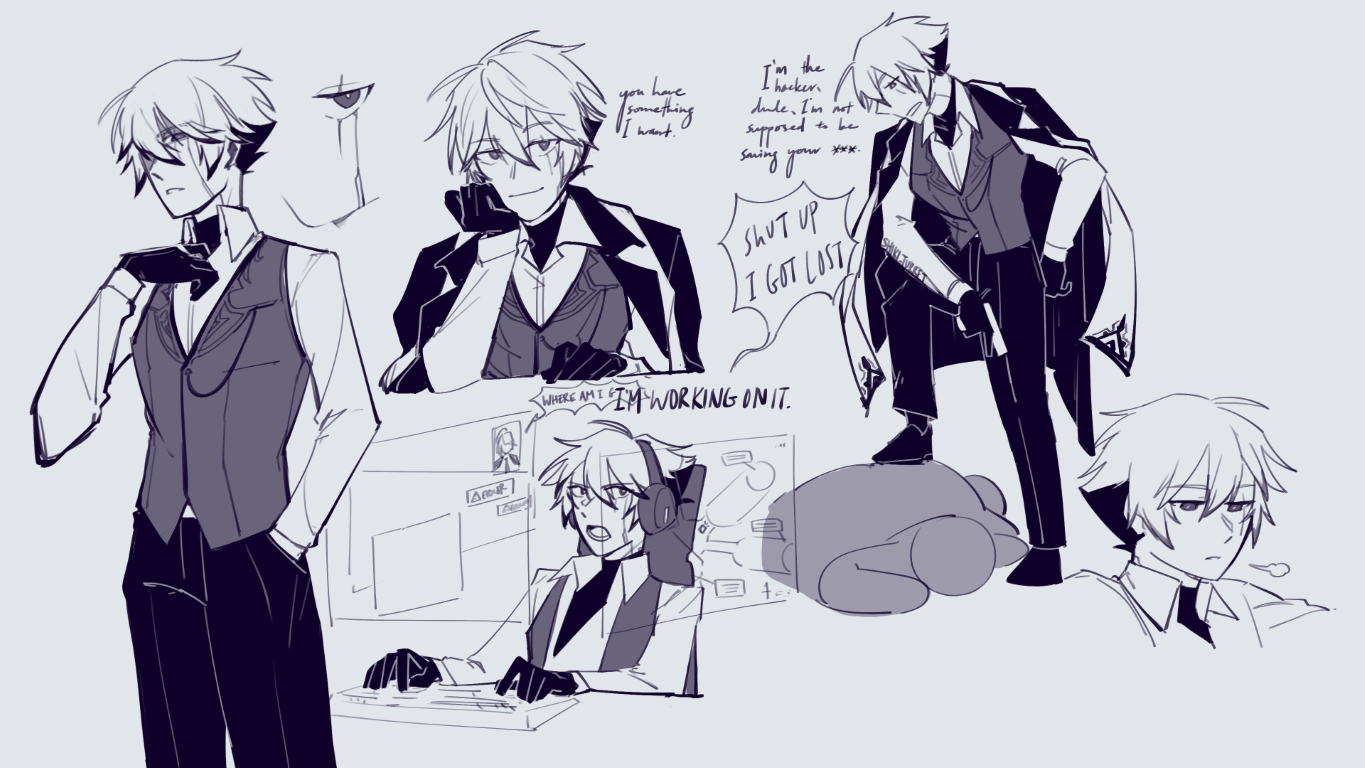 you have
something
I want.
I'm the
hacker,
dude. I'm not
supposed to be
saving your ***.
SHUT UP
I GOT LOST
WHERE AM I G
I'M WORKING ON IT.